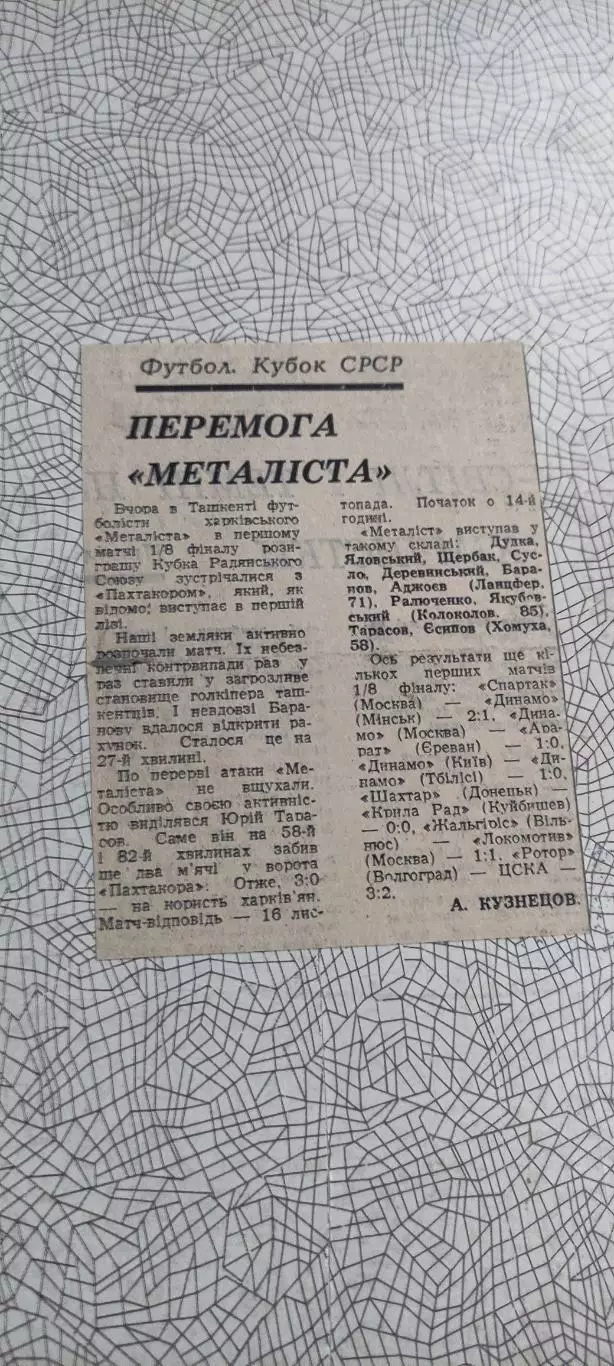 Футбол. Кубок СРСР
ПЕРЕМОГА
«МЕТАЛІСТА»
Вчора в Ташкенті фут-
болісти харківського
«Металіста» в першому
матчі 1/8 фіналу розіг-
рашу Кубка Радянського
Союзу зустрічалися з
«Пахтакором», який, як
відомо, виступає в першій
лізі.
Наші земляки активно
розпочали матч. Їх небез-
печні контрвипади раз у
раз ставили у загрозливе
становище голкіпера таш-
кентців. І невдовзі Бара-
нову вдалося відкрити ра-
хунок. Сталося це на
27-й хвилині.
По перерві атаки «Ме-
таліста» не вщухали.
Особливо своєю активніс-
тю виділявся Юрій Тара-
сов. Саме він на 58-й
і 82-й хвилинах забив
ще два м'ячі у ворота
«Пахтакора». Отже, 3:0
— на користь харків'ян.
Матч-відповідь — 16 лис-
топада. Початок о 14-й
годині.
«Металіст» виступав у
такому складі: Дудка,
Яловський, Щербак, Сус-
ло, Деревинський, Бара-
нов, Аджоєв (Ланцфер,
71), Ралюченко, Якубов-
ський (Колоколов, 85),
Тарасов, Єсипов (Хомуха,
58).
Ось результати ще кі-
лькох перших матчів
1/8 фіналу: «Спартак»
(Москва) — «Динамо»
(Мінськ) — 2:1, «Дина-
мо» (Москва) — «Ара-
рат» (Єреван) — 1:0,
«Динамо» (Київ) — «Ди-
намо» (Тбілісі) — 1:0,
«Шахтар» (Донецьк) —
«Крила Рад» (Куйбишев)
— 0:0, «Жальгіріс» (Віль-
нюс) — «Локомотив»
(Москва) — 1:1, «Ротор»
(Волгоград) — ЦСКА —
3:2.
А. КУЗНЕЦОВ.